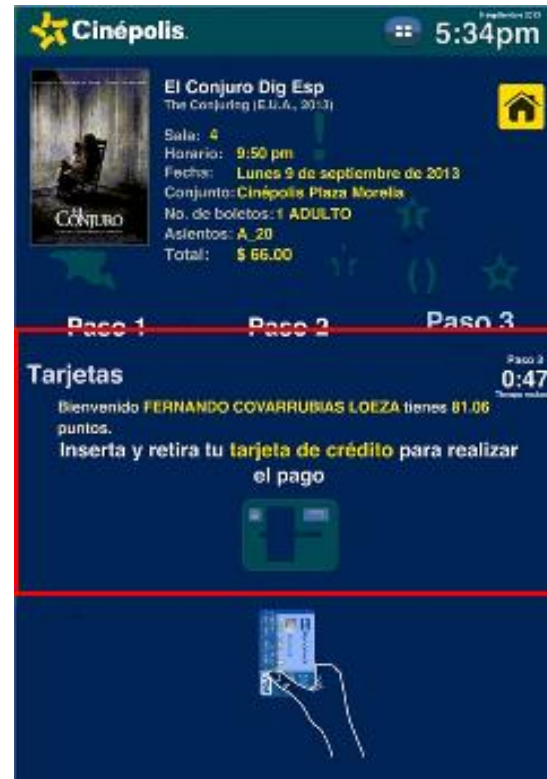 Cinépolis.
5:34pm
El Conjuro Dig Esp
The Conjuring (E.U.A., 2013)
Sala: 4
Horario: 9:50 pm
Fecha: Lunes 9 de septiembre de 2013
Conjunto: Cinépolis Plaza Morelia
No. de boletos: 1 ADULTO
Asientos: A_20
Total: $ 66.00
EL CONJURO
Paso 1 Paso 2 Paso 3
Tarjetas
Paso 3
0:47
Bienvenido FERNANDO COVARRUBIAS LOEZA tienes 81.06
puntos.
Inserta y retira tu tarjeta de crédito para realizar
el pago